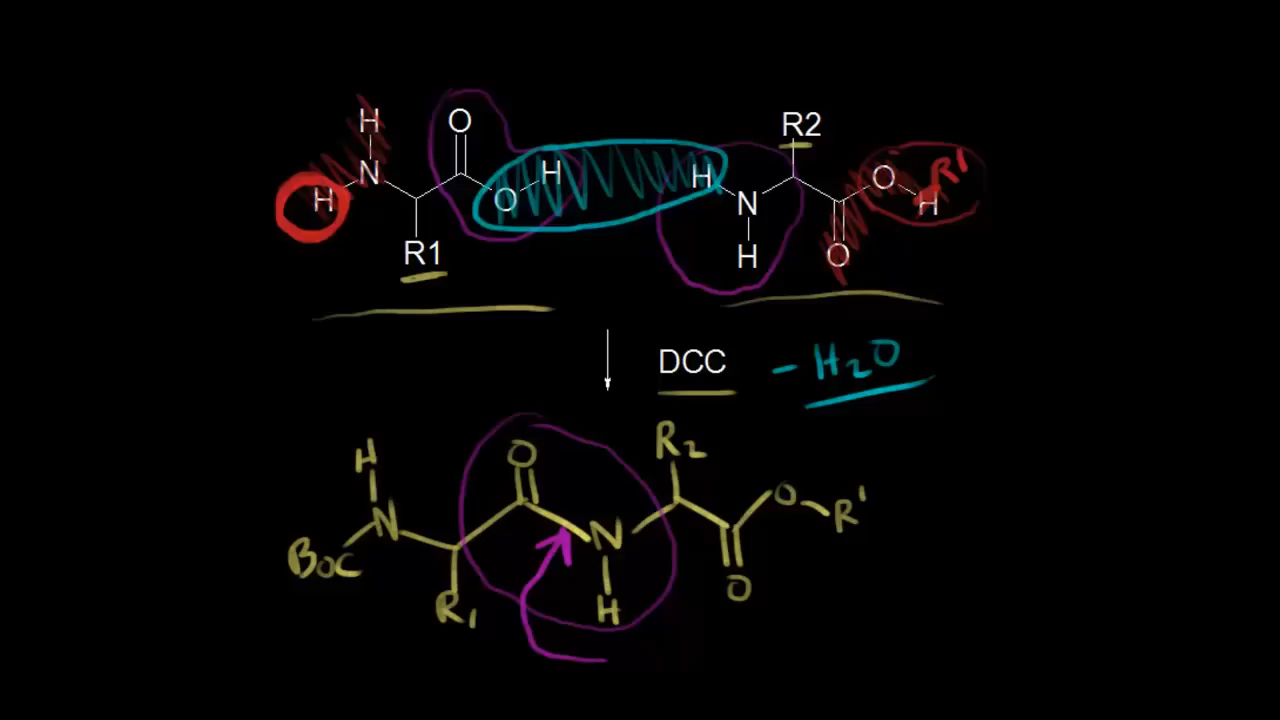 H O H H R2 O R'
H N O N H
R1 H O
DCC - H2O
H O R2
Boc N N O R'
R1 H O